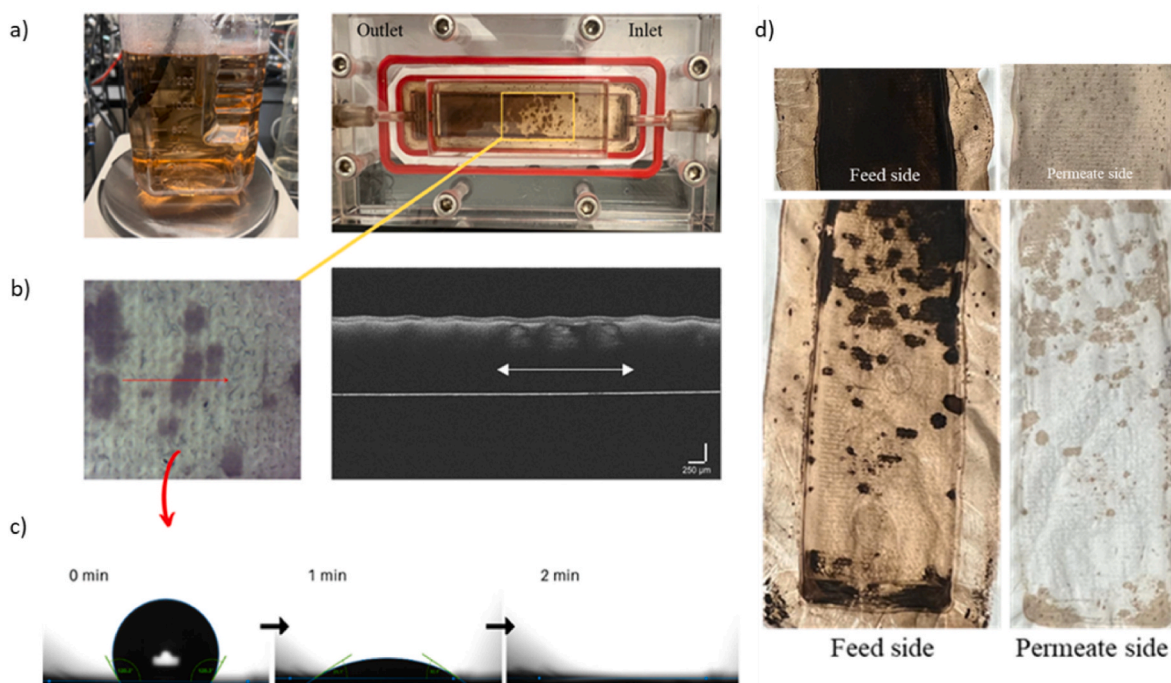 a)
Outlet
Inlet
b)
250 µm
c)
0 min
1 min
2 min
d)
Feed side
Permeate side
Feed side
Permeate side